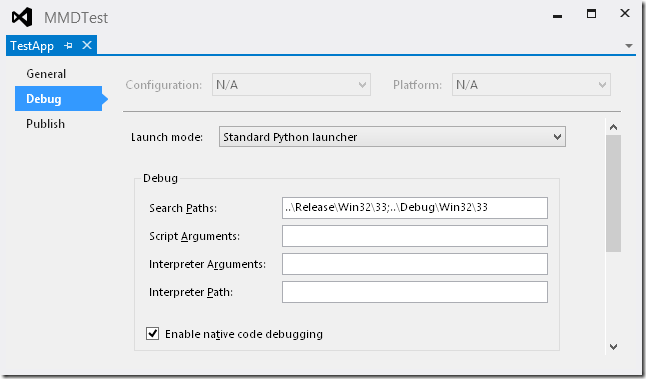 MMDTest
TestApp
General
Debug
Publish
Configuration: N/A Platform: N/A
Launch mode: Standard Python launcher
Debug
Search Paths: ..\Release\Win32\33;..\Debug\Win32\33
Script Arguments:
Interpreter Arguments:
Interpreter Path:
Enable native code debugging